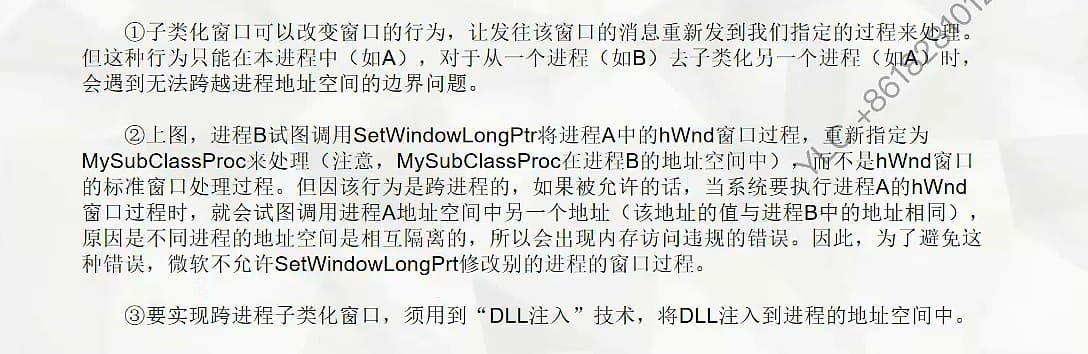 ①子类化窗口可以改变窗口的行为，让发往该窗口的消息重新发到我们指定的过程来处理。
但这种行为只能在本进程中（如A），对于从一个进程（如B）去子类化另一个进程（如A）时，
会遇到无法跨越进程地址空间的边界问题。
②上图，进程B试图调用SetWindowLongPtr将进程A中的hWnd窗口过程，重新指定为
MySubClassProc来处理（注意，MySubClassProc在进程B的地址空间中），而不是hWnd窗口
的标准窗口处理过程。但因该行为是跨进程的，如果被允许的话，当系统要执行进程A的hWnd
窗口过程时，就会试图调用进程A地址空间中另一个地址（该地址的值与进程B中的地址相同），
原因是不同进程的地址空间是相互隔离的，所以会出现内存访问违规的错误。因此，为了避免这
种错误，微软不允许SetWindowLongPrt修改别的进程的窗口过程。
③要实现跨进程子类化窗口，须用到“DLL注入”技术，将DLL注入到进程的地址空间中。